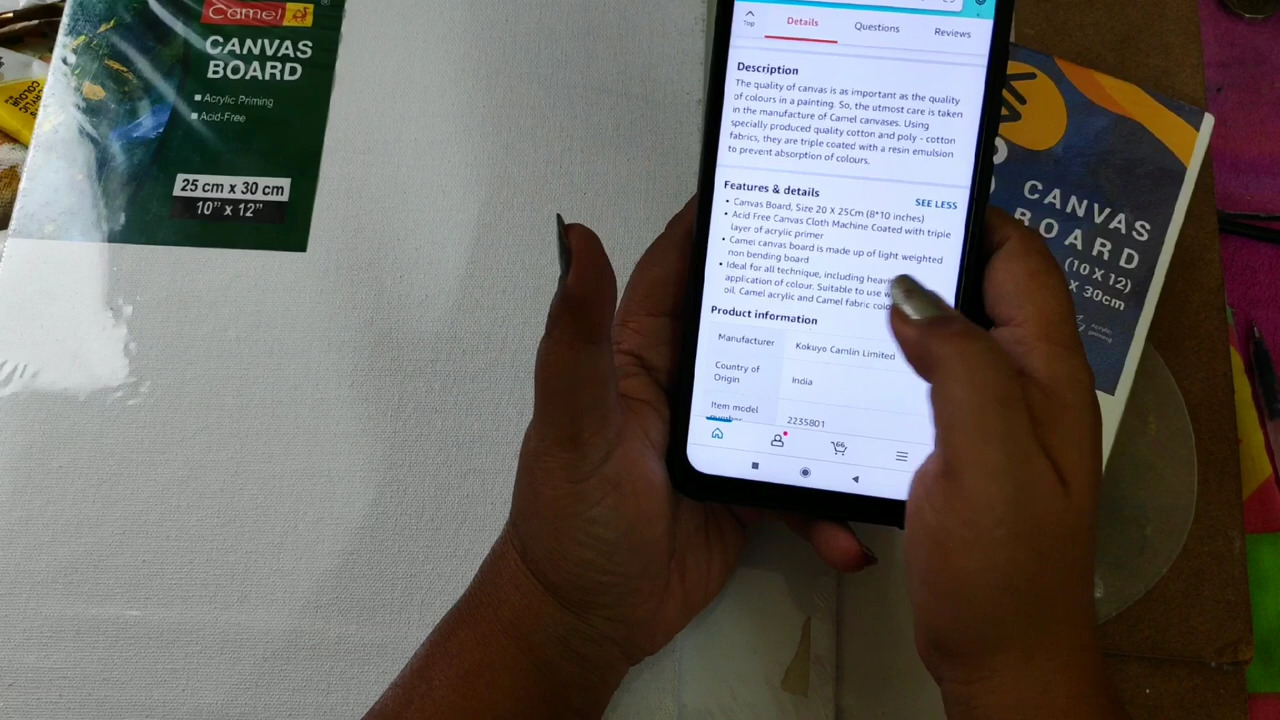 Camel
CANVAS
BOARD
Acrylic Priming
Acid-Free
25 cm x 30 cm
10" x 12"
COLOUR
Top
Details
Questions
Reviews
Description
The quality of canvas is as important as the quality
of colours in a painting. So, the utmost care is taken
in the manufacture of Camel canvases. Using
specially produced quality cotton and poly - cotton
fabrics, they are triple coated with a resin emulsion
to prevent absorption of colours.
Features & details
SEE LESS
• Canvas Board, Size 20 X 25Cm (8*10 inches)
• Acid Free Canvas Cloth Machine Coated with triple
layer of acrylic primer
• Camel canvas board is made up of light weighted
non bending board
• Ideal for all technique, including
application of colour. Suitable to use
oil, Camel acrylic and Camel fabric
Product information
Manufacturer
Kokuyo Camlin Limited
Country of
Origin
India
Item model
number
2235801
66
CANVAS
BOARD
(10 X 12)
X 30cm
Acrylic
priming